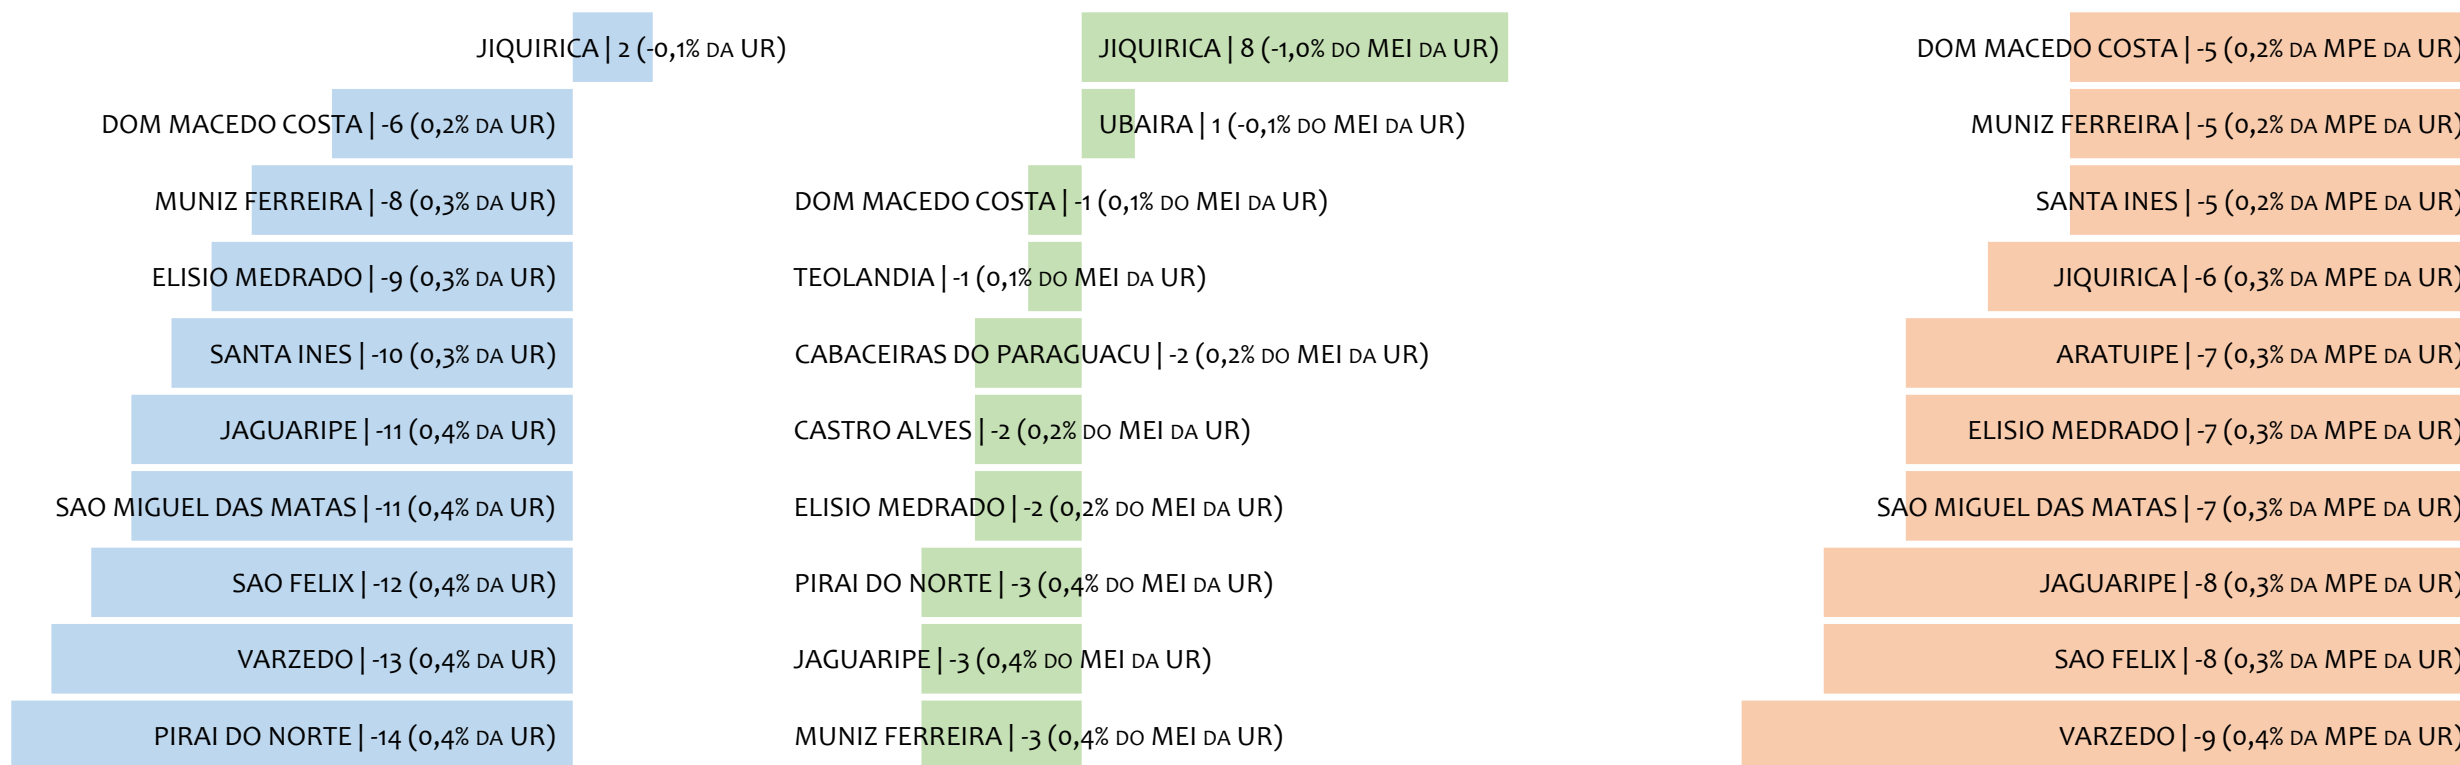 JIQUIRICA | 2 (-0,1% DA UR)
DOM MACEDO COSTA | -6 (0,2% DA UR)
MUNIZ FERREIRA | -8 (0,3% DA UR)
ELISIO MEDRADO | -9 (0,3% DA UR)
SANTA INES | -10 (0,3% DA UR)
JAGUARIPE | -11 (0,4% DA UR)
SAO MIGUEL DAS MATAS | -11 (0,4% DA UR)
SAO FELIX | -12 (0,4% DA UR)
VARZEDO | -13 (0,4% DA UR)
PIRAI DO NORTE | -14 (0,4% DA UR)
JIQUIRICA | 8 (-1,0% DO MEI DA UR)
UBAIRA | 1 (-0,1% DO MEI DA UR)
DOM MACEDO COSTA | -1 (0,1% DO MEI DA UR)
TEOLANDIA | -1 (0,1% DO MEI DA UR)
CABACEIRAS DO PARAGUACU | -2 (0,2% DO MEI DA UR)
CASTRO ALVES | -2 (0,2% DO MEI DA UR)
ELISIO MEDRADO | -2 (0,2% DO MEI DA UR)
PIRAI DO NORTE | -3 (0,4% DO MEI DA UR)
JAGUARIPE | -3 (0,4% DO MEI DA UR)
MUNIZ FERREIRA | -3 (0,4% DO MEI DA UR)
DOM MACEDO COSTA | -5 (0,2% DA MPE DA UR)
MUNIZ FERREIRA | -5 (0,2% DA MPE DA UR)
SANTA INES | -5 (0,2% DA MPE DA UR)
JIQUIRICA | -6 (0,3% DA MPE DA UR)
ARATUIPE | -7 (0,3% DA MPE DA UR)
ELISIO MEDRADO | -7 (0,3% DA MPE DA UR)
SAO MIGUEL DAS MATAS | -7 (0,3% DA MPE DA UR)
JAGUARIPE | -8 (0,3% DA MPE DA UR)
SAO FELIX | -8 (0,3% DA MPE DA UR)
VARZEDO | -9 (0,4% DA MPE DA UR)